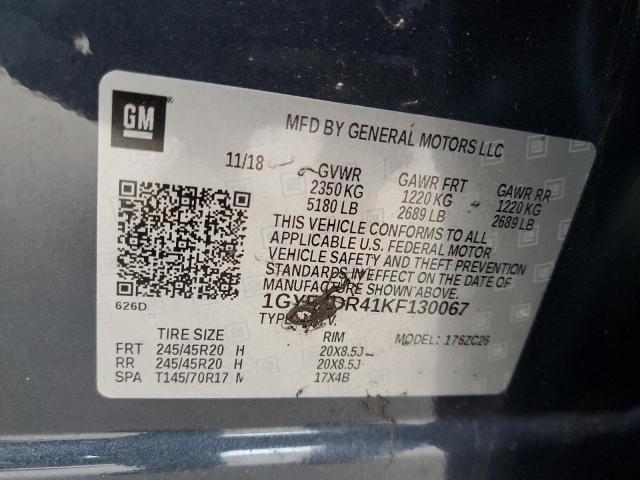 GM
MFD BY GENERAL MOTORS LLC
11/18 GVWR GAWR FRT GAWR RR
2350 KG 1220 KG 1220 KG
5180 LB 2689 LB 2689 LB
THIS VEHICLE CONFORMS TO ALL
APPLICABLE U.S. FEDERAL MOTOR
VEHICLE SAFETY AND THEFT PREVENTION
STANDARDS IN EFFECT ON THE DATE OF
MANUFACTURE SHOWN ABOVE.
626D
TYPE MODEL: 176ZC26
TIRE SIZE RIM
FRT 245/45R20 H 20X8.5J
RR 245/45R20 H 20X8.5J
SPA T145/70R17 M 17X4B